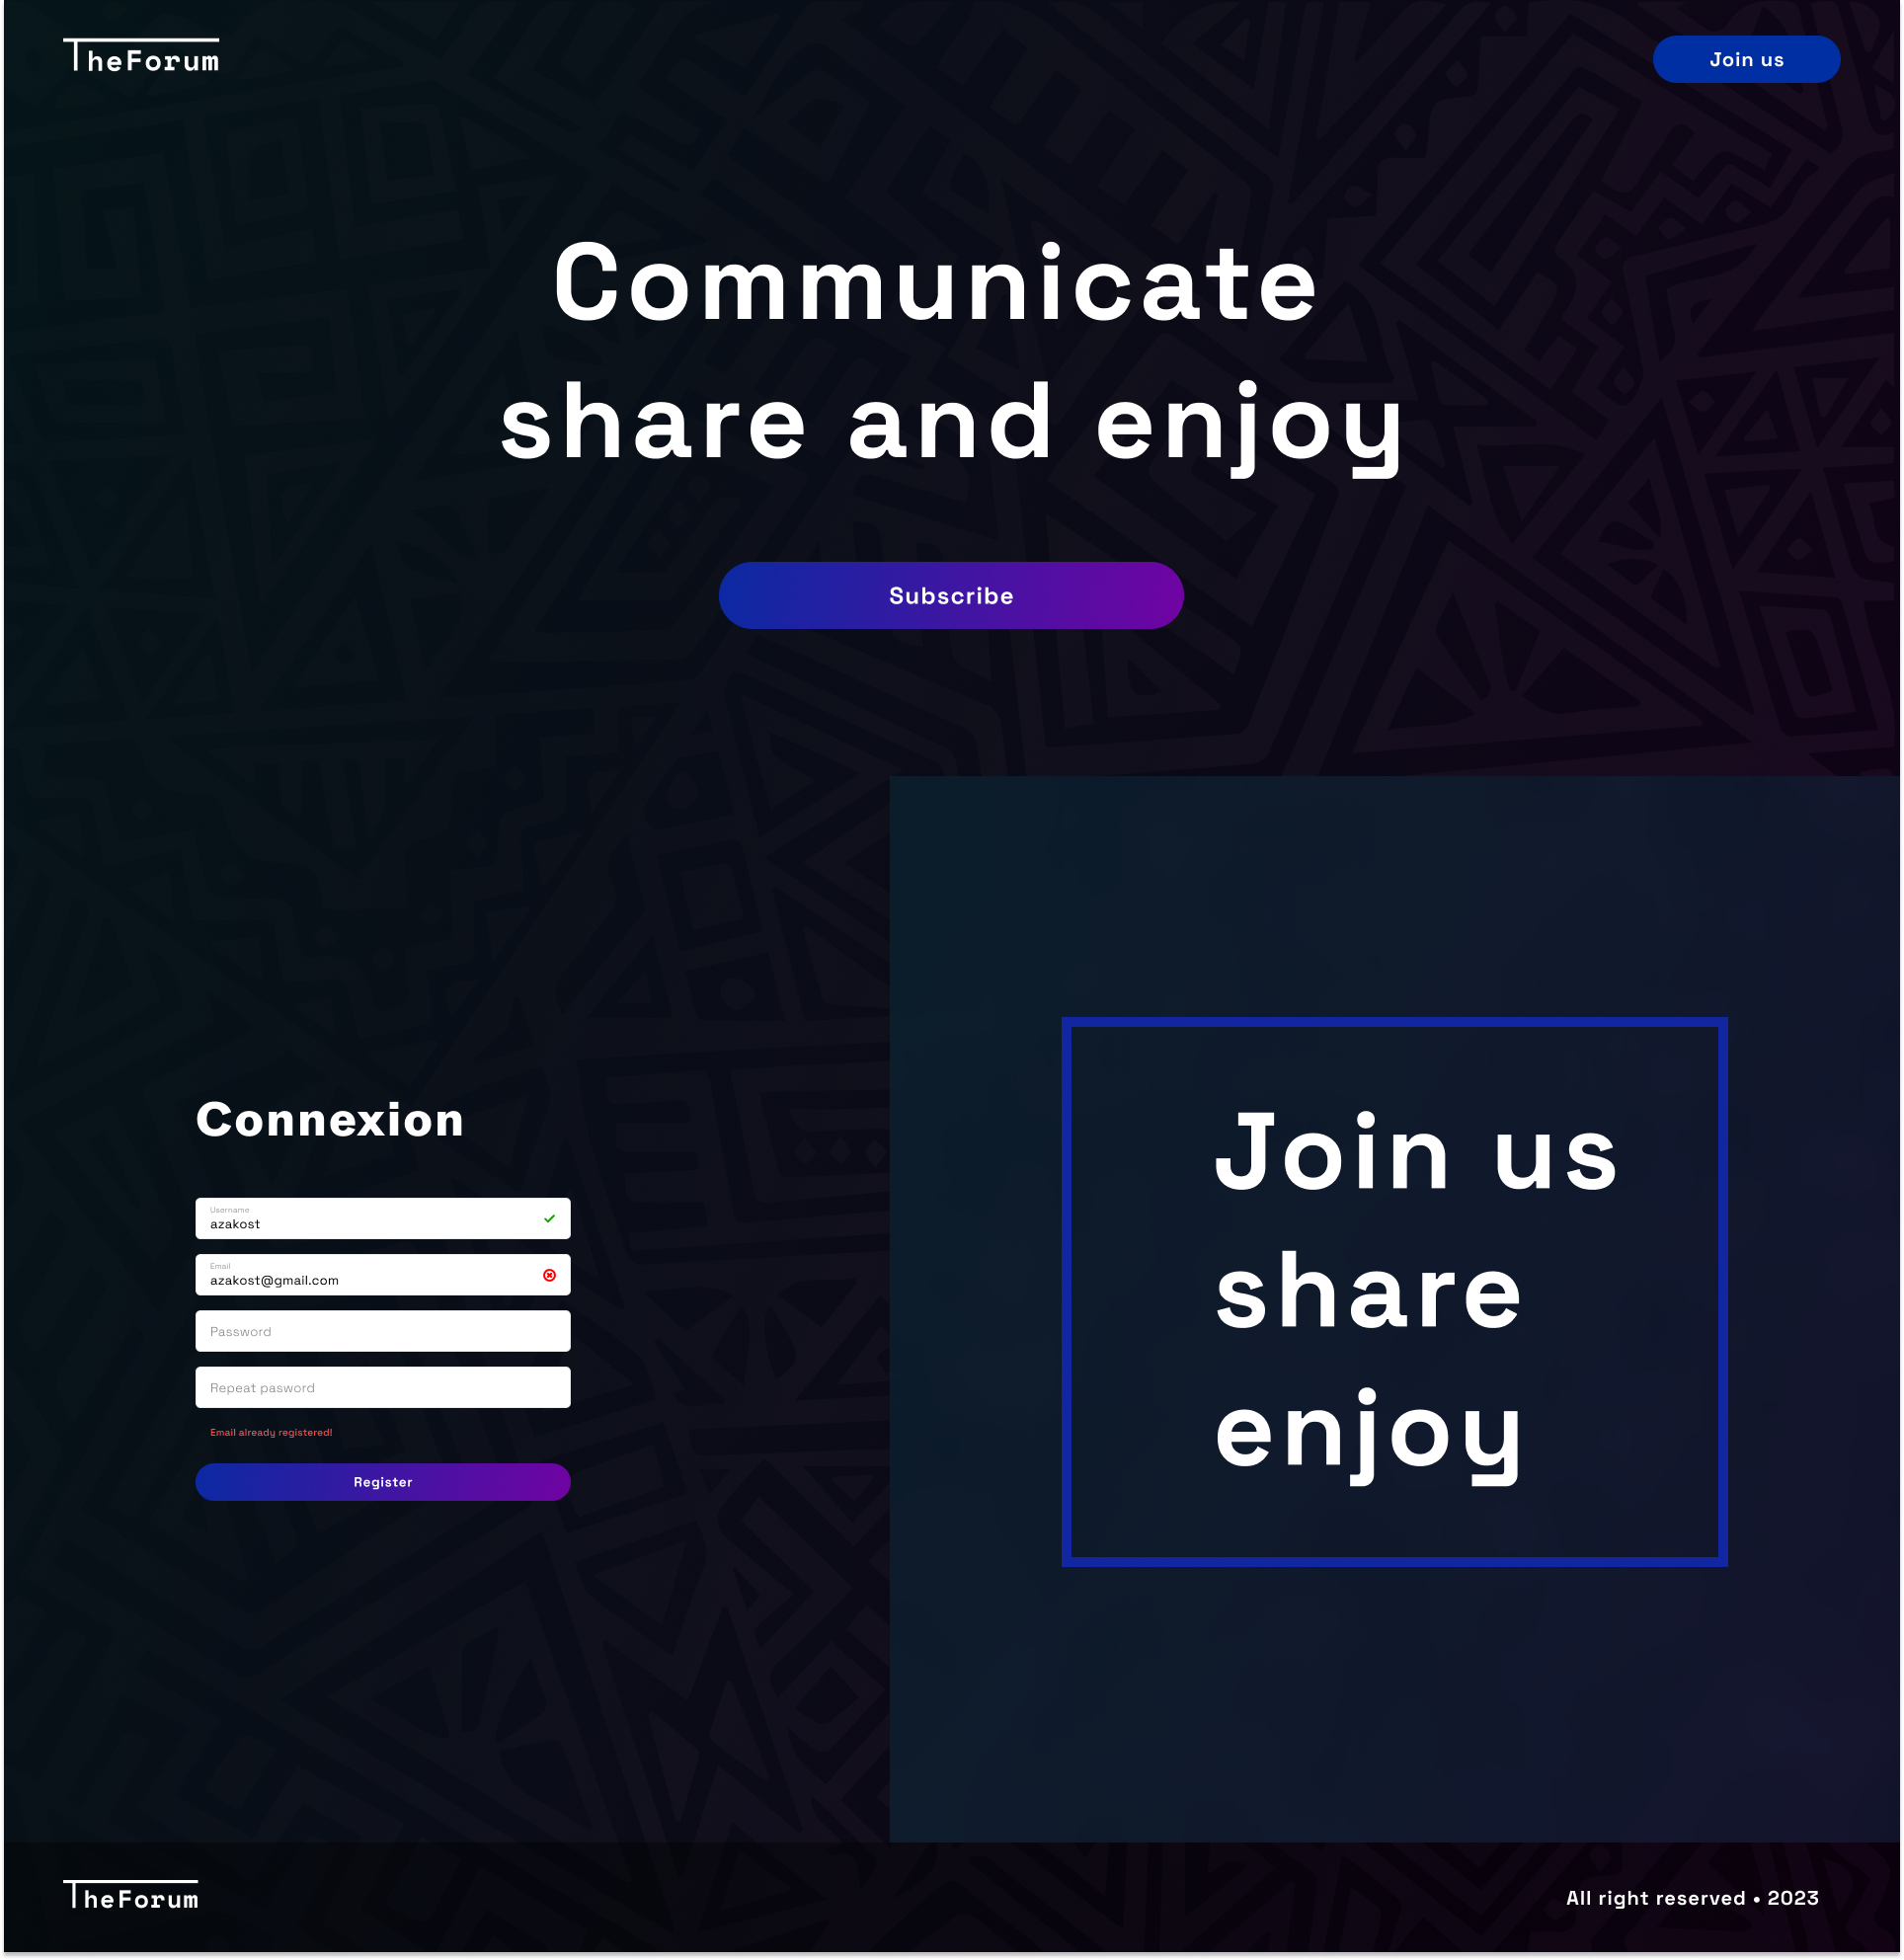 TheForum
Join us
Communicate
share and enjoy
Subscribe
Connexion
Username
azakost
Email
azakost@gmail.com
Password
Repeat pasword
Email already registered!
Register
Join us
share
enjoy
TheForum
All right reserved • 2023